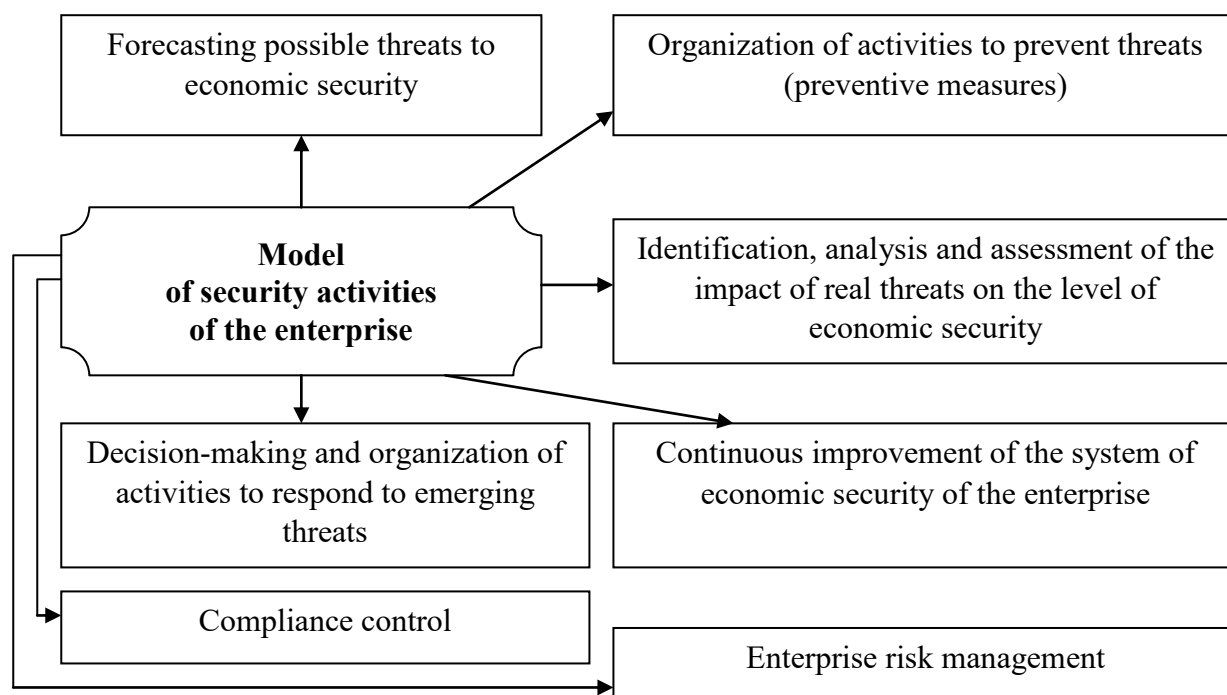 Forecasting possible threats to
economic security
Organization of activities to prevent threats
(preventive measures)
Model
of security activities
of the enterprise
Identification, analysis and assessment of the
impact of real threats on the level of
economic security
Decision-making and organization of
activities to respond to emerging
threats
Continuous improvement of the system of
economic security of the enterprise
Compliance control
Enterprise risk management